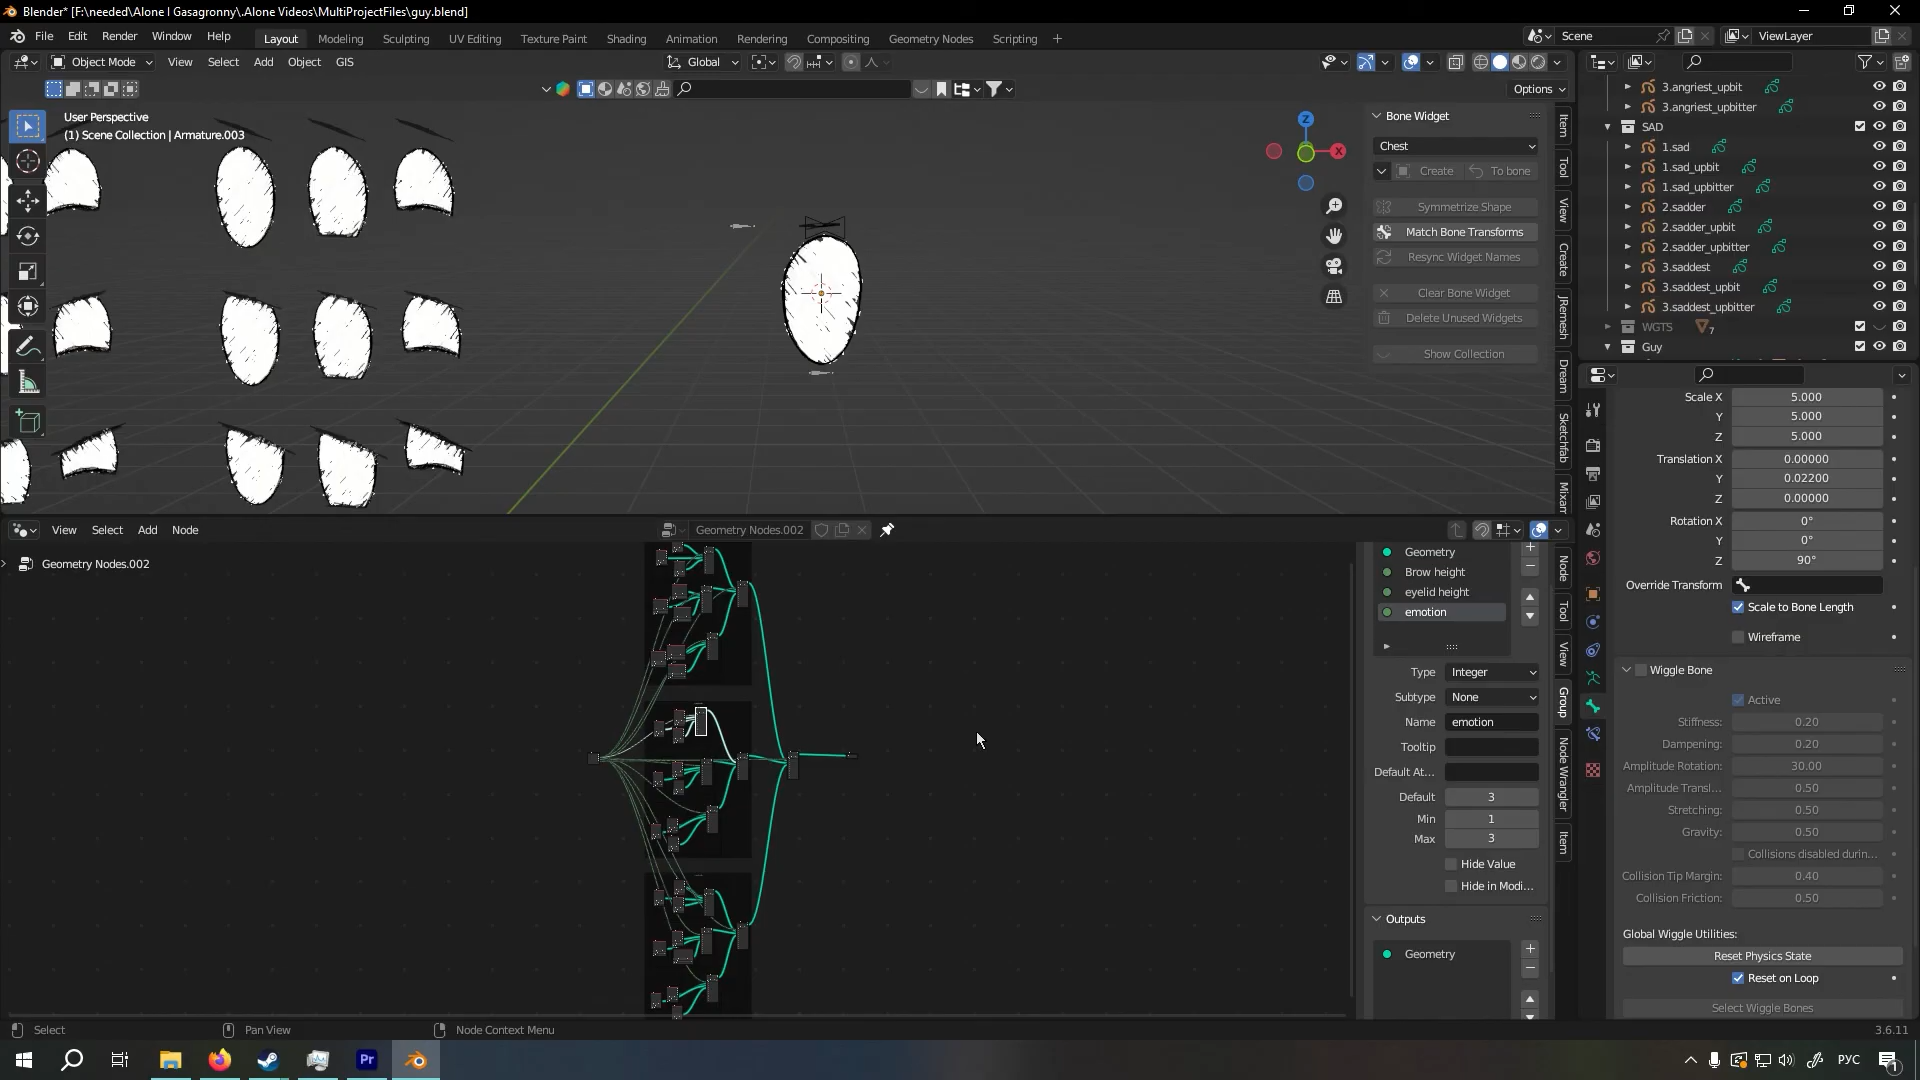 Blender* [F:\needed\Alone | Gasagronny\.Alone Videos\MultiProjectFiles\guy.blend]
File Edit Render Window Help
Layout Modeling Sculpting UV Editing Texture Paint Shading Animation Rendering Compositing Geometry Nodes Scripting +
Scene
ViewLayer
Object Mode View Select Add Object GIS
Global
Options
User Perspective
(1) Scene Collection | Armature.003
Z
X
Bone Widget
Chest
Create To bone
Symmetrize Shape
Match Bone Transforms
Resync Widget Names
Clear Bone Widget
Delete Unused Widgets
Show Collection
Item
Tool
View
Create
JRemesh
Dream
Sketchfab
Mixam
3.angriest_upbit
3.angriest_upbitter
SAD
1.sad
1.sad_upbit
1.sad_upbitter
2.sadder
2.sadder_upbit
2.sadder_upbitter
3.saddest
3.saddest_upbit
3.saddest_upbitter
WGTS 7
Guy
Scale X 5.000
Y 5.000
Z 5.000
Translation X 0.00000
Y 0.02200
Z 0.00000
Rotation X 0°
Y 0°
Z 90°
Override Transform
Scale to Bone Length
Wireframe
Wiggle Bone
Active
Stiffness: 0.20
Dampening: 0.20
Amplitude Rotation: 30.00
Amplitude Transl... 0.50
Stretching: 0.50
Gravity: 0.50
Collisions disabled durin...
Collision Tip Margin: 0.40
Collision Friction: 0.50
Global Wiggle Utilities:
Reset Physics State
Reset on Loop
Select Wiggle Bones
View Select Add Node
Geometry Nodes.002
Geometry Nodes.002
Geometry
Brow height
eyelid height
emotion
Type Integer
Subtype None
Name emotion
Tooltip
Default At...
Default 3
Min 1
Max 3
Hide Value
Hide in Modi...
Outputs
Geometry
Node
Tool
View
Group
Node Wrangler
Item
Select
Pan View
Node Context Menu
3.6.11
Pr
РУС
1